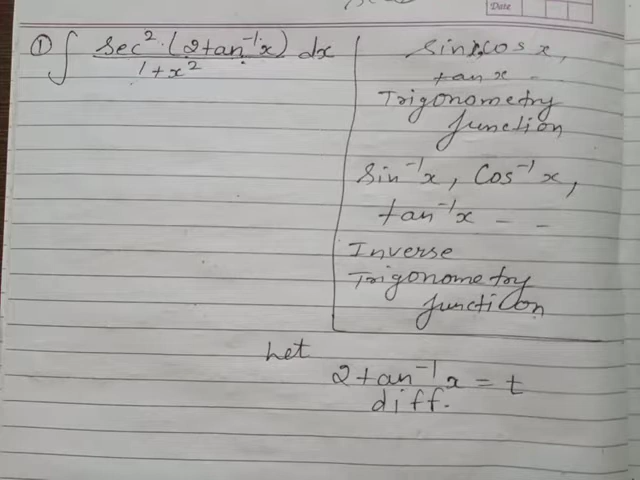 Date
① ∫ sec². (2tan⁻¹x) dx
1+x²
sinx, cos x,
tan x - -
Trigonometry
function
Sin⁻¹x, Cos⁻¹x,
tan⁻¹x - -
Inverse
Trigonometry
function
Let
2tan⁻¹x = t
diff.